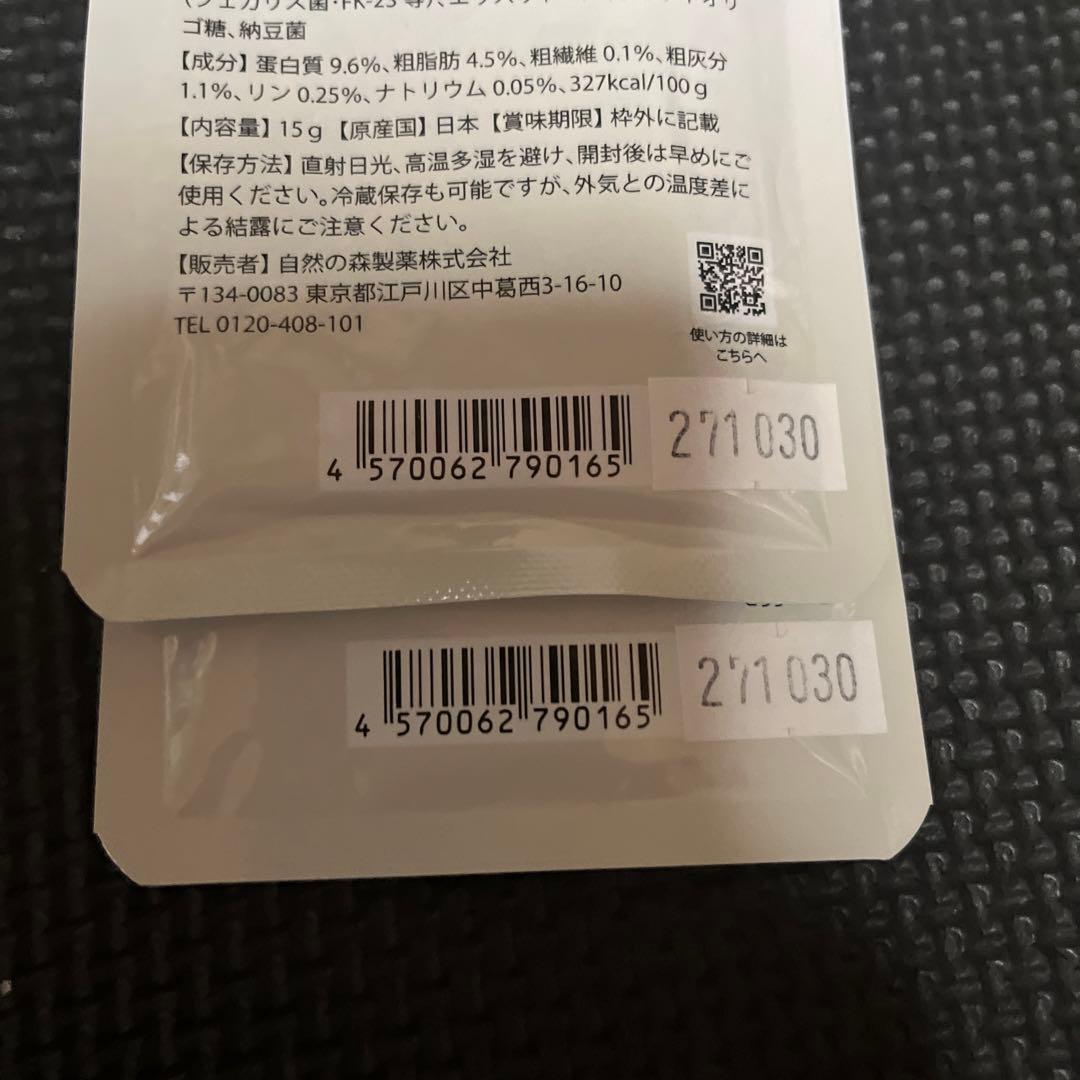 ゴ糖、納豆菌
【成分】蛋白質 9.6%、粗脂肪 4.5%、粗繊維 0.1%、粗灰分
1.1%、リン 0.25%、ナトリウム 0.05%、327kcal/100g
【内容量】15g 【原産国】日本 【賞味期限】枠外に記載
【保存方法】直射日光、高温多湿を避け、開封後は早めにご
使用ください。冷蔵保存も可能ですが、外気との温度差に
よる結露にご注意ください。
【販売者】自然の森製薬株式会社
〒134-0083 東京都江戸川区中葛西3-16-10
TEL 0120-408-101
使い方の詳細は
こちらへ
4 570062 790165
271030
4 570062 790165
271030